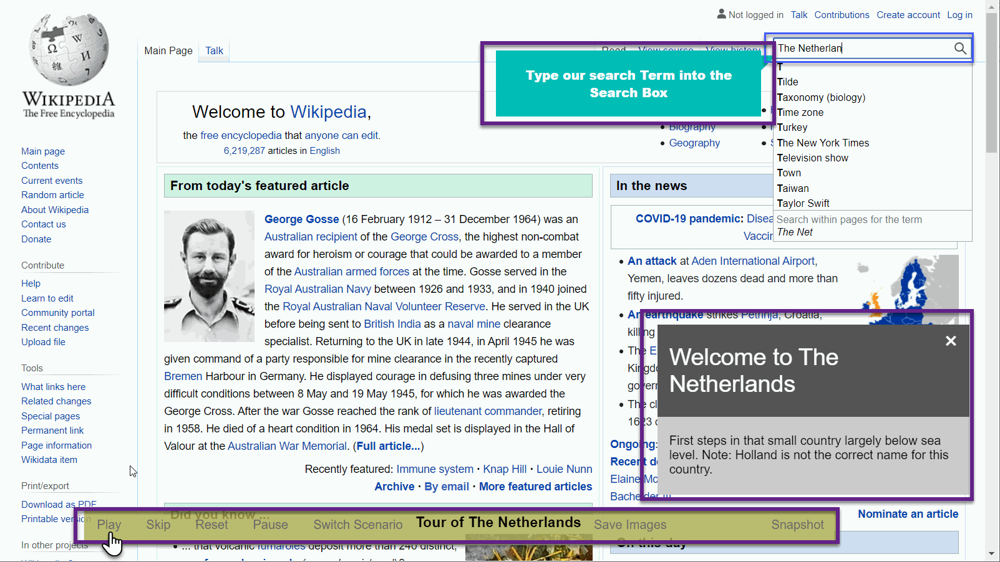 Not logged in Talk Contributions Create account Log in
Main Page Talk
Read View source View history
The Netherlan
WIKIPEDIA
The Free Encyclopedia
Type our search Term into the
Search Box
T
Tilde
Taxonomy (biology)
Time zone
Turkey
The New York Times
Television show
Town
Taiwan
Taylor Swift
Search within pages for the term
The Net
Welcome to Wikipedia,
the free encyclopedia that anyone can edit.
6,219,287 articles in English
• Biography
• Geography
Main page
Contents
Current events
Random article
About Wikipedia
Contact us
Donate
Contribute
Help
Learn to edit
Community portal
Recent changes
Upload file
Tools
What links here
Related changes
Special pages
Permanent link
Page information
Wikidata item
Print/export
Download as PDF
Printable version
In other projects
From today's featured article
George Gosse (16 February 1912 – 31 December 1964) was an
Australian recipient of the George Cross, the highest non-combat
award for heroism or courage that could be awarded to a member
of the Australian armed forces at the time. Gosse served in the
Royal Australian Navy between 1926 and 1933, and in 1940 joined
the Royal Australian Naval Volunteer Reserve. He served in the UK
before being sent to British India as a naval mine clearance
specialist. Returning to the UK in late 1944, in April 1945 he was
given command of a party responsible for mine clearance in the recently captured
Bremen Harbour in Germany. He displayed courage in defusing three mines under very
difficult conditions between 8 May and 19 May 1945, for which he was awarded the
George Cross. After the war Gosse reached the rank of lieutenant commander, retiring
in 1958. He died of a heart condition in 1964. His medal set is displayed in the Hall of
Valour at the Australian War Memorial. (Full article...)
Recently featured: Immune system · Knap Hill · Louie Nunn
Archive · By email · More featured articles
Did you know ...
• ... that volcanic fumaroles deposit more than 240 distinct,
In the news
COVID-19 pandemic: Disea
Vaccin
• An attack at Aden International Airport,
Yemen, leaves dozens dead and more than
fifty injured.
• An earthquake strikes Petrinja, Croatia,
killing
• The E
Kingdo
govern
• The cl
1623
Ongoing:
Recent de
Elaine Mc
Bachelder III
Nominate an article
On this day
Welcome to The
Netherlands
First steps in that small country largely below sea
level. Note: Holland is not the correct name for this
country.
Play Skip Reset Pause Switch Scenario Tour of The Netherlands Save Images Snapshot